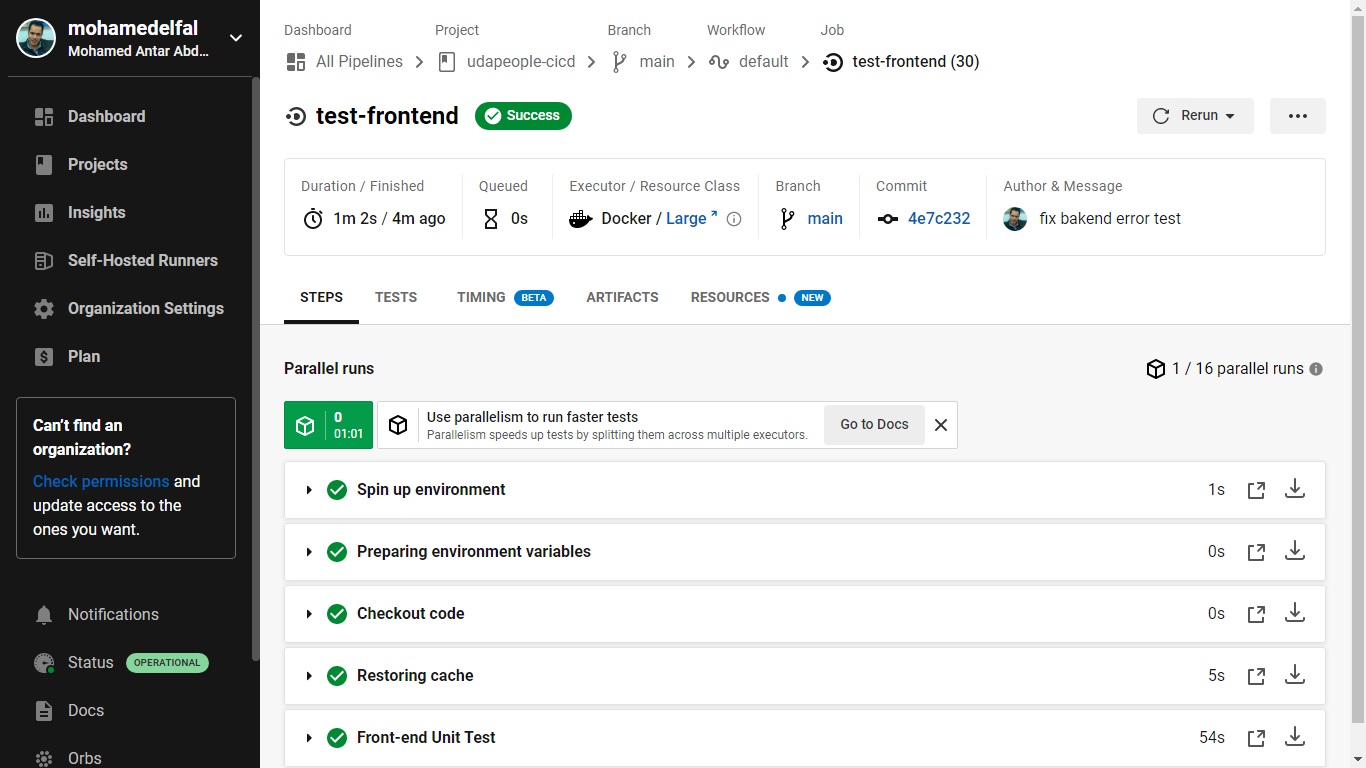 mohamedelfal
Mohamed Antar Abd...
Dashboard
Projects
Insights
Self-Hosted Runners
Organization Settings
Plan
Can't find an
organization?
Check permissions and
update access to the
ones you want.
Notifications
Status OPERATIONAL
Docs
Orbs
Dashboard Project Branch Workflow Job
All Pipelines udapeople-cicd main default test-frontend (30)
test-frontend Success Rerun
Duration / Finished Queued Executor / Resource Class Branch Commit Author & Message
1m 2s / 4m ago 0s Docker / Large main 4e7c232 fix bakend error test
STEPS TESTS TIMING BETA ARTIFACTS RESOURCES NEW
Parallel runs 1 / 16 parallel runs
0
01:01
Use parallelism to run faster tests
Parallelism speeds up tests by splitting them across multiple executors.
Go to Docs
Spin up environment 1s
Preparing environment variables 0s
Checkout code 0s
Restoring cache 5s
Front-end Unit Test 54s